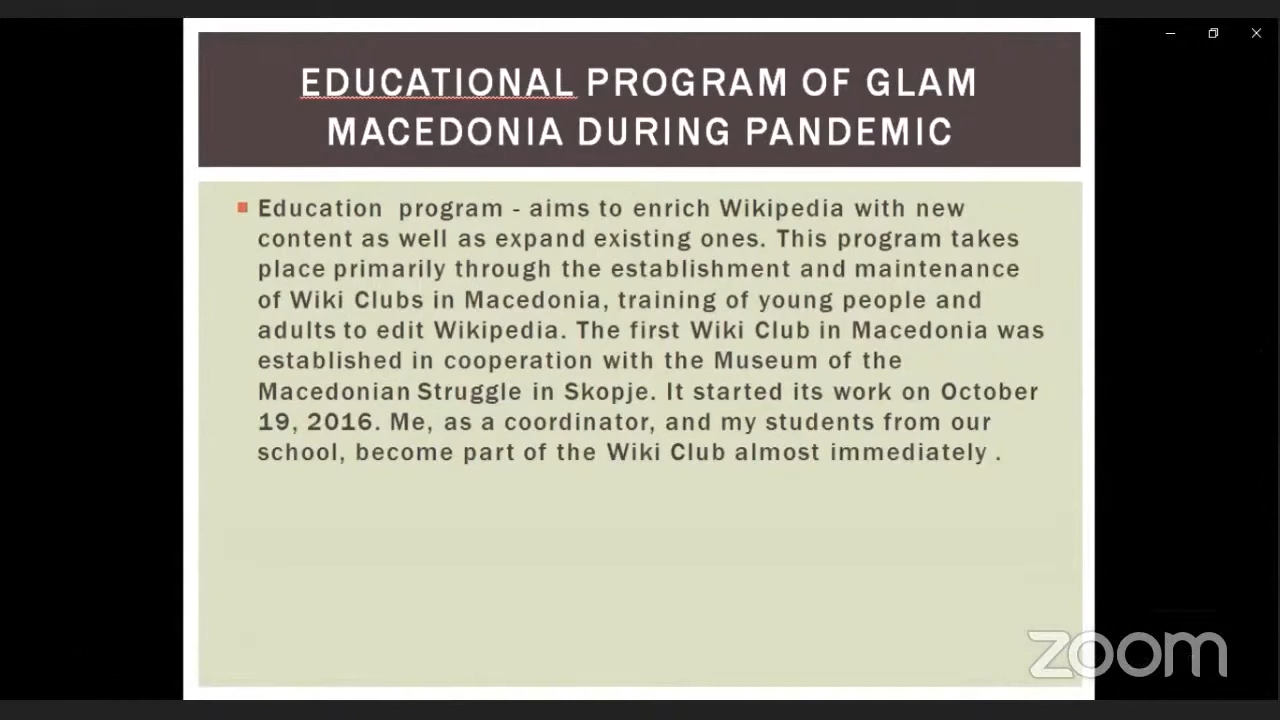 EDUCATIONAL PROGRAM OF GLAM
MACEDONIA DURING PANDEMIC
Education program - aims to enrich Wikipedia with new
content as well as expand existing ones. This program takes
place primarily through the establishment and maintenance
of Wiki Clubs in Macedonia, training of young people and
adults to edit Wikipedia. The first Wiki Club in Macedonia was
established in cooperation with the Museum of the
Macedonian Struggle in Skopje. It started its work on October
19, 2016. Me, as a coordinator, and my students from our
school, become part of the Wiki Club almost immediately .
zoom